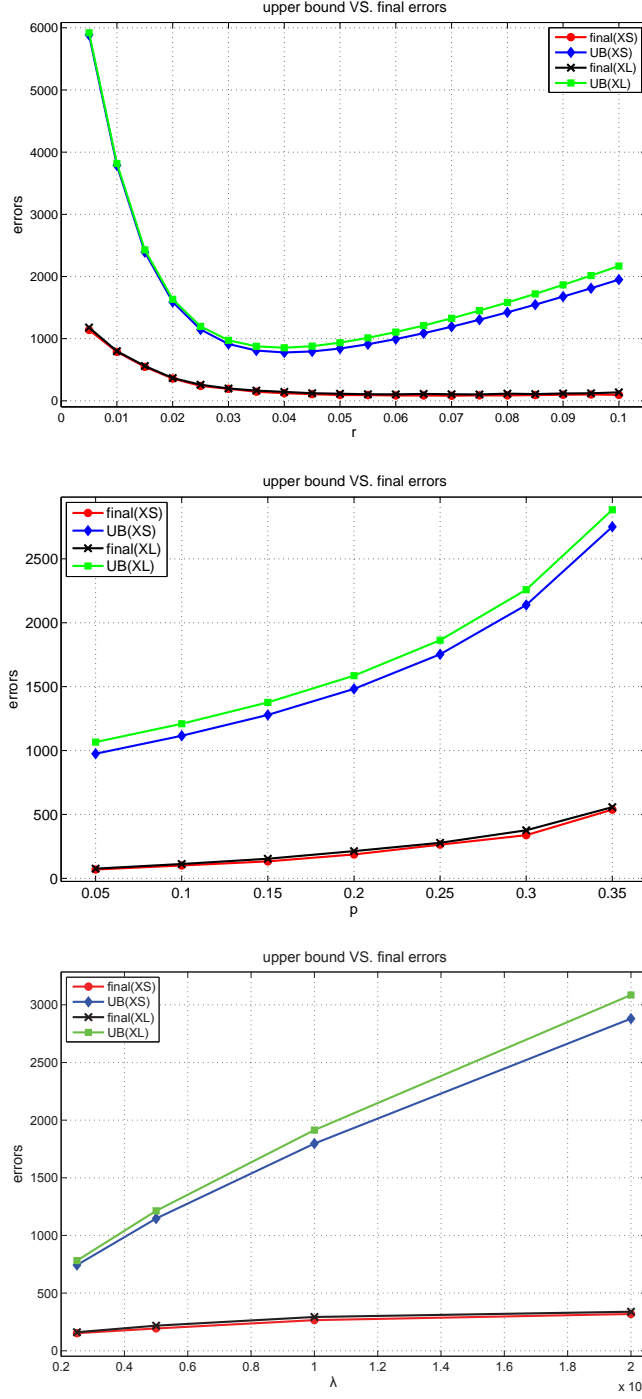 upper bound VS. final errors
6000
5000
4000
3000
2000
1000
0
errors
final(XS)
UB(XS)
final(XL)
UB(XL)
0 0.01 0.02 0.03 0.04 0.05 0.06 0.07 0.08 0.09 0.1
r
upper bound VS. final errors
final(XS)
UB(XS)
final(XL)
UB(XL)
2500
2000
1500
1000
500
0
errors
0.05 0.1 0.15 0.2 0.25 0.3 0.35
p
upper bound VS. final errors
final(XS)
UB(XS)
final(XL)
UB(XL)
3000
2500
2000
1500
1000
500
0
errors
0.2 0.4 0.6 0.8 1 1.2 1.4 1.6 1.8 2
λ
x 10